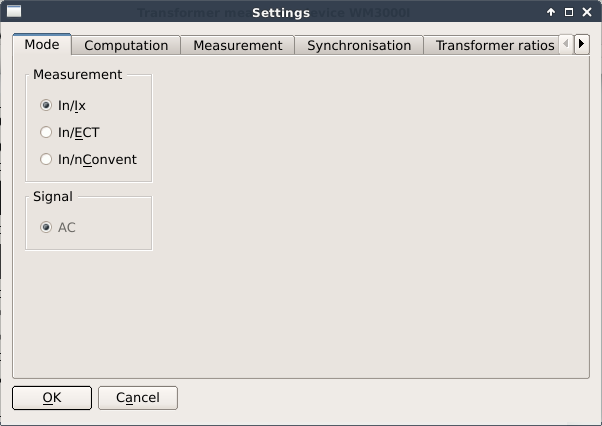 Transformer measurement device WM3000I
Settings
Mode
Computation
Measurement
Synchronisation
Transformer ratios
Measurement
In/Ix
In/ECT
In/nConvent
Signal
AC
OK
Cancel